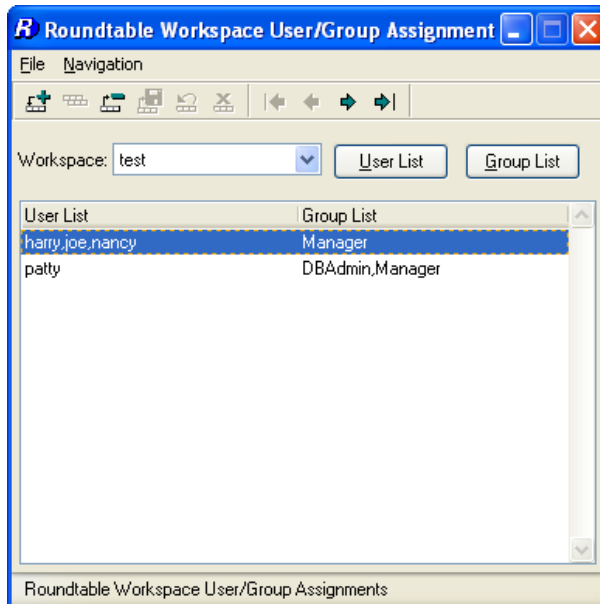 Roundtable Workspace User/Group Assignment
File Navigation
Workspace: test User List Group List
User List Group List
harry,joe,nancy Manager
patty DBAdmin,Manager
Roundtable Workspace User/Group Assignments